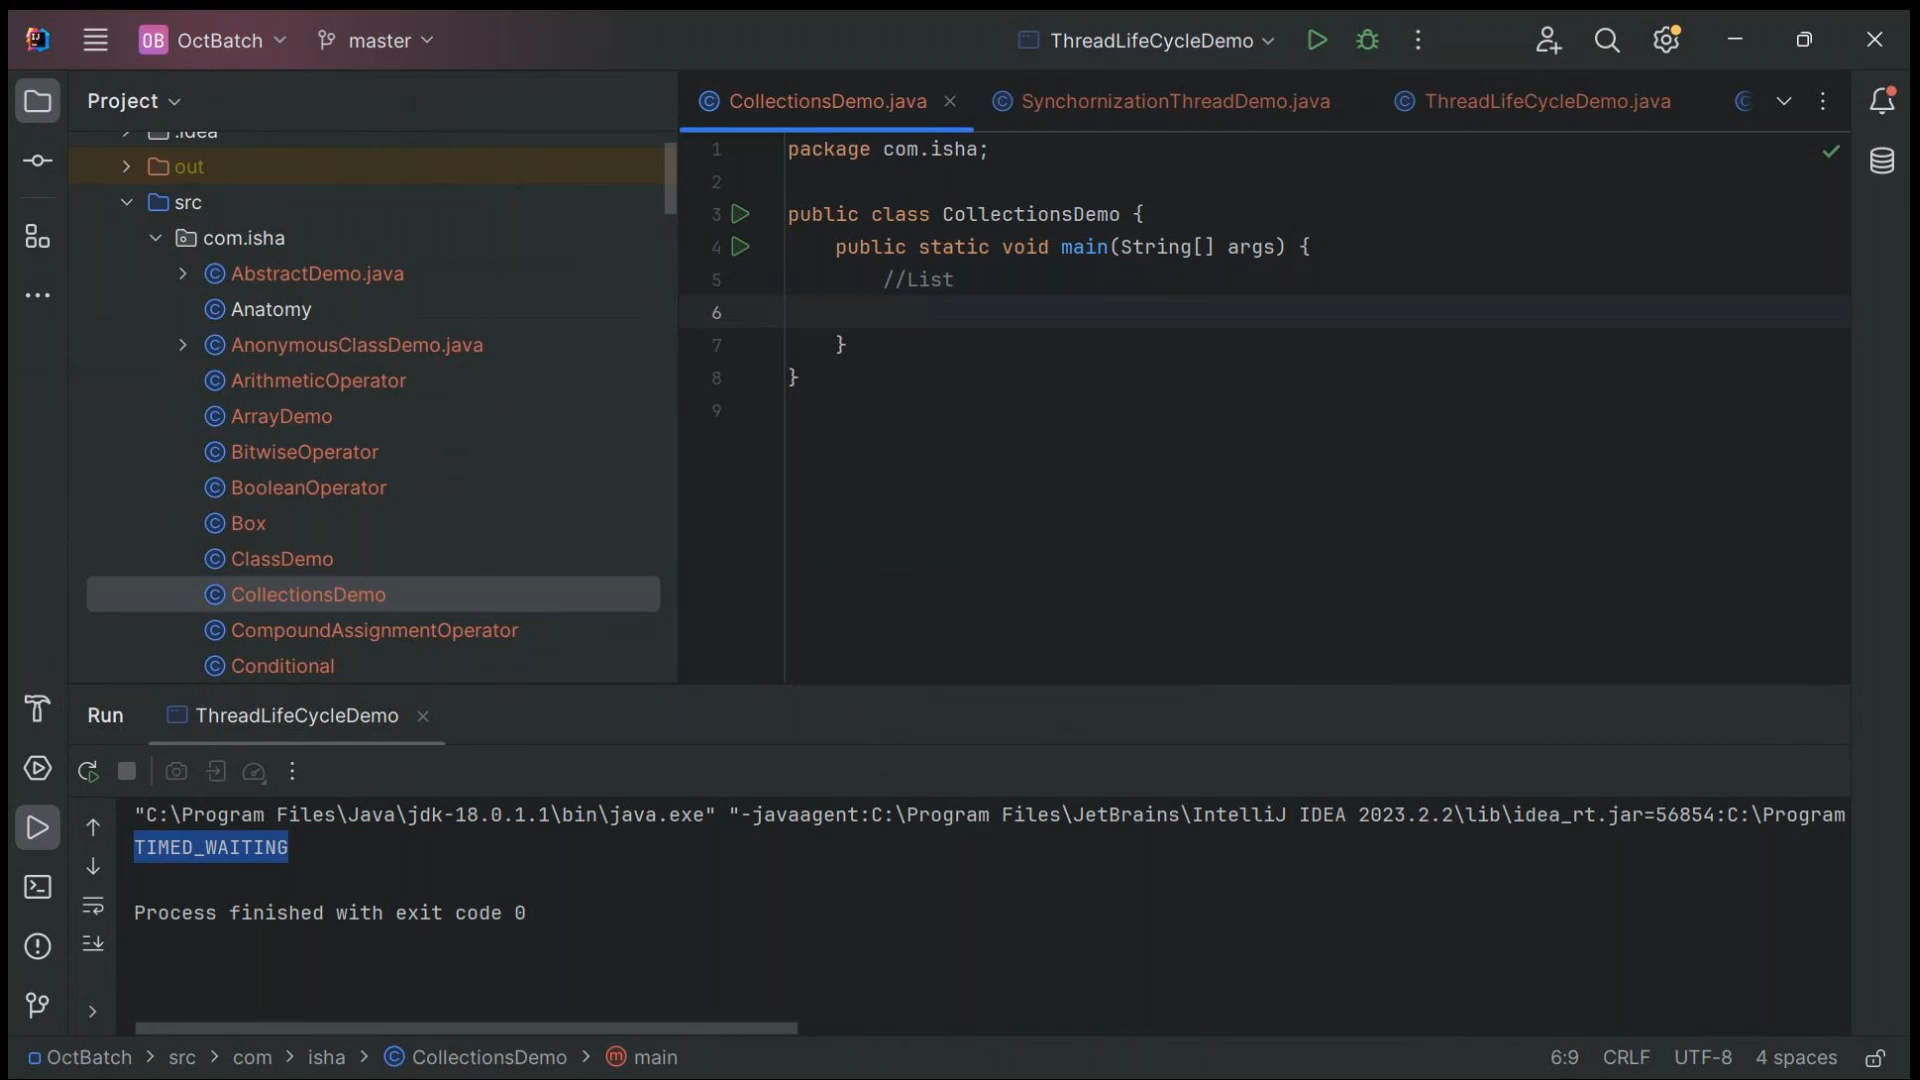 OB OctBatch master ThreadLifeCycleDemo
Project
CollectionsDemo.java SynchornizationThreadDemo.java ThreadLifeCycleDemo.java
.idea
out
src
com.isha
AbstractDemo.java
Anatomy
AnonymousClassDemo.java
ArithmeticOperator
ArrayDemo
BitwiseOperator
BooleanOperator
Box
ClassDemo
CollectionsDemo
CompoundAssignmentOperator
Conditional
1 package com.isha;
2
3 public class CollectionsDemo {
4 public static void main(String[] args) {
5 //List
6
7 }
8 }
9
Run ThreadLifeCycleDemo
"C:\Program Files\Java\jdk-18.0.1.1\bin\java.exe" "-javaagent:C:\Program Files\JetBrains\IntelliJ IDEA 2023.2.2\lib\idea_rt.jar=56854:C:\Program
TIMED_WAITING
Process finished with exit code 0
OctBatch > src > com > isha > CollectionsDemo > main 6:9 CRLF UTF-8 4 spaces